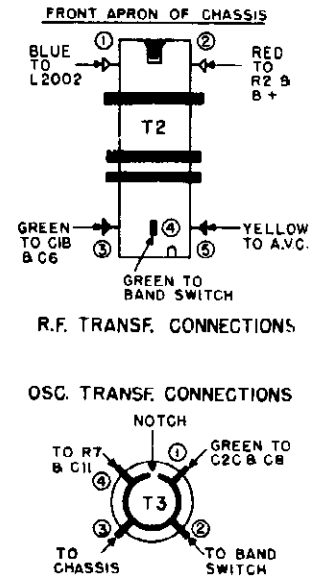 FRONT APRON OF CHASSIS
① ②
BLUE
TO
L2002
RED
TO
R2 &
B +
T2
GREEN
TO C1B
& C6
③
④
YELLOW
TO A.V.C.
⑤
GREEN TO
BAND SWITCH
R.F. TRANSF. CONNECTIONS
OSC. TRANSF. CONNECTIONS
NOTCH
TO R7
& C11
④
①
GREEN TO
C2C & C8
T3
③
②
TO
CHASSIS
TO BAND
SWITCH